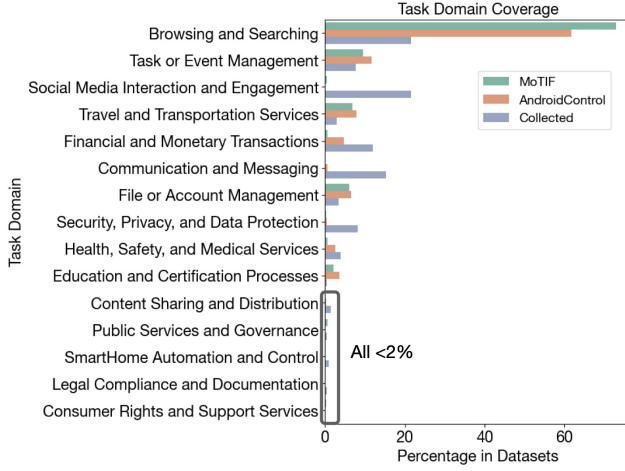 Task Domain Coverage
Task Domain
Browsing and Searching
Task or Event Management
Social Media Interaction and Engagement
Travel and Transportation Services
Financial and Monetary Transactions
Communication and Messaging
File or Account Management
Security, Privacy, and Data Protection
Health, Safety, and Medical Services
Education and Certification Processes
Content Sharing and Distribution
Public Services and Governance
SmartHome Automation and Control
Legal Compliance and Documentation
Consumer Rights and Support Services
MoTIF
AndroidControl
Collected
All <2%
0 20 40 60
Percentage in Datasets